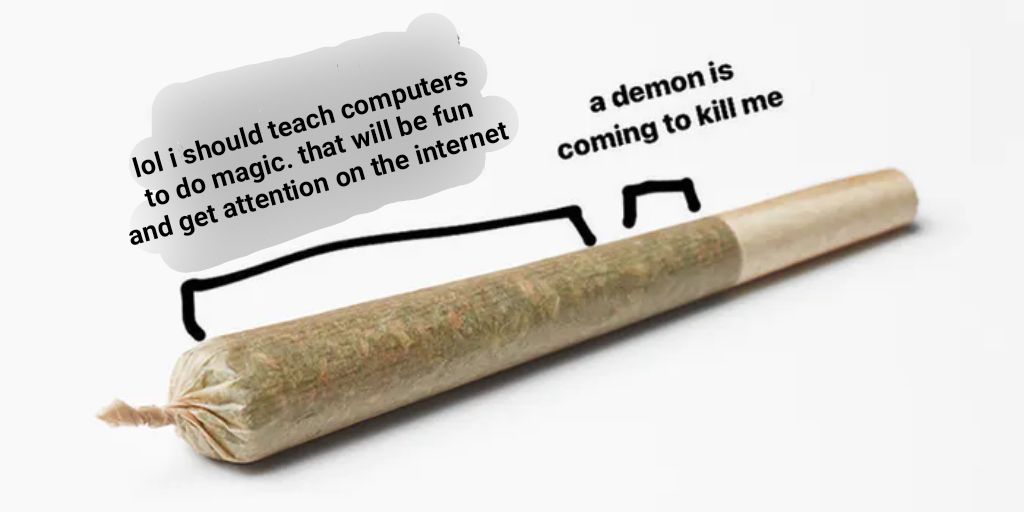 lol i should teach computers
to do magic. that will be fun
and get attention on the internet
a demon is
coming to kill me